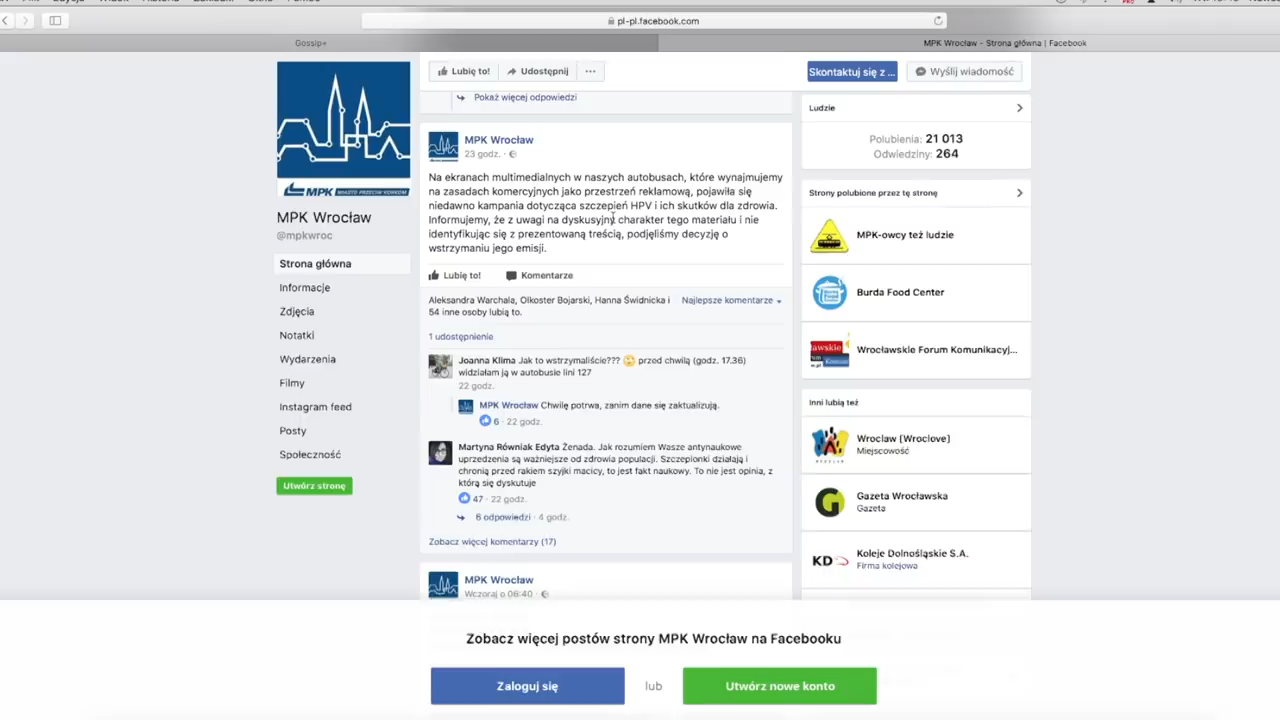 pl-pl.facebook.com
Gossip+
MPK Wrocław - Strona główna | Facebook
MPK MIASTO PRZECIW KORKOM
MPK Wrocław
@mpkwroc
Strona główna
Informacje
Zdjęcia
Notatki
Wydarzenia
Filmy
Instagram feed
Posty
Społeczność
Utwórz stronę
Lubię to! Udostępnij ...
Skontaktuj się z ... Wyślij wiadomość
Pokaż więcej odpowiedzi
MPK Wrocław
23 godz.
Na ekranach multimedialnych w naszych autobusach, które wynajmujemy
na zasadach komercyjnych jako przestrzeń reklamową, pojawiła się
niedawno kampania dotycząca szczepień HPV i ich skutków dla zdrowia.
Informujemy, że z uwagi na dyskusyjny charakter tego materiału i nie
identyfikując się z prezentowaną treścią, podjęliśmy decyzję o
wstrzymaniu jego emisji.
Lubię to! Komentarze
Aleksandra Warchala, Olkoster Bojarski, Hanna Świdnicka i
54 inne osoby lubią to.
Najlepsze komentarze
1 udostępnienie
Joanna Klima Jak to wstrzymaliście??? 🙄 przed chwilą (godz. 17.36)
widziałam ją w autobusie lini 127
22 godz.
MPK Wrocław Chwilę potrwa, zanim dane się zaktualizują.
6 · 22 godz.
Martyna Równiak Edyta Żenada. Jak rozumiem Wasze antynaukowe
uprzedzenia są ważniejsze od zdrowia populacji. Szczepionki działają i
chronią przed rakiem szyjki macicy, to jest fakt naukowy. To nie jest opinia, z
którą się dyskutuje
47 · 22 godz.
6 odpowiedzi · 4 godz.
Zobacz więcej komentarzy (17)
MPK Wrocław
Wczoraj o 06:40
Ludzie
Polubienia: 21 013
Odwiedziny: 264
Strony polubione przez tę stronę
MPK-owcy też ludzie
Burda Food Center
Wrocławskie Forum Komunikacyj...
Inni lubią też
Wroclaw [Wroclove]
Miejscowość
Gazeta Wrocławska
Gazeta
KD
Koleje Dolnośląskie S.A.
Firma kolejowa
Zobacz więcej postów strony MPK Wrocław na Facebooku
Zaloguj się lub Utwórz nowe konto